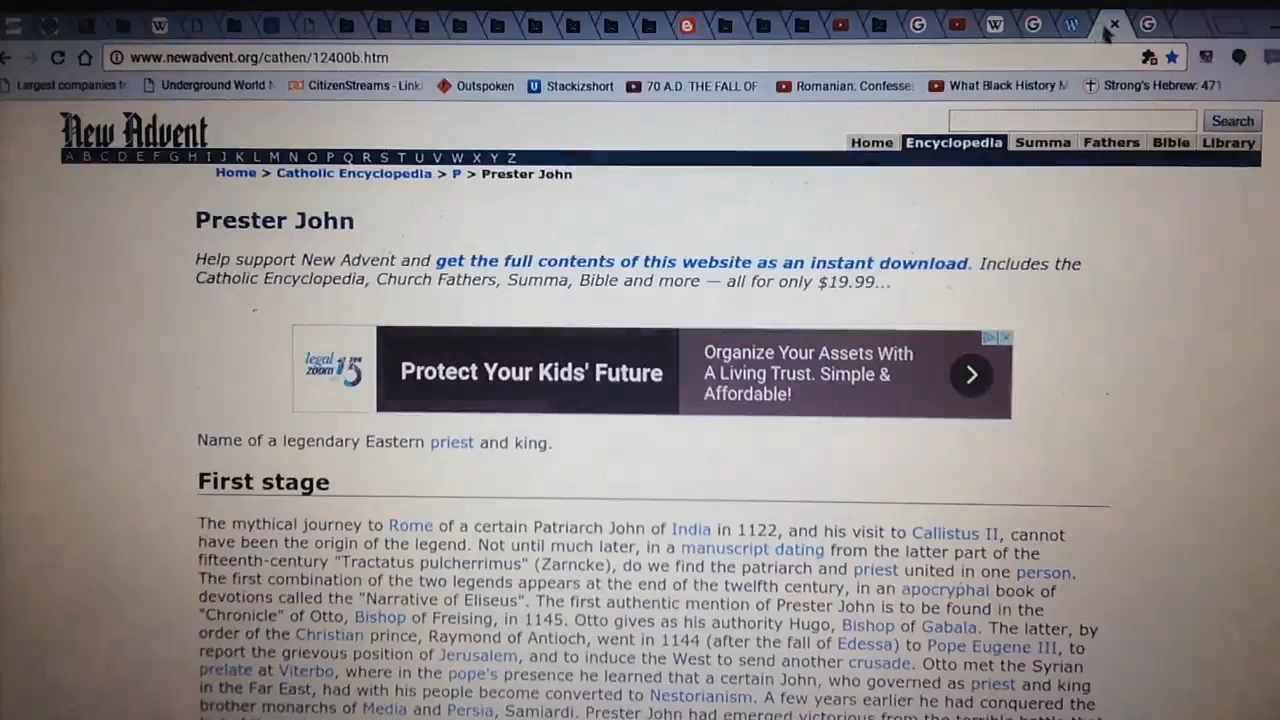 www.newadvent.org/cathen/12400b.htm
Largest companies Underground World CitizenStreams - Link Outspoken Stackizshort 70 A.D. THE FALL OF Romanian: Confesse What Black History M Strong's Hebrew: 471
New Advent
Search
Home Encyclopedia Summa Fathers Bible Library
A B C D E F G H I J K L M N O P Q R S T U V W X Y Z
Home > Catholic Encyclopedia > P > Prester John
Prester John
Help support New Advent and get the full contents of this website as an instant download. Includes the
Catholic Encyclopedia, Church Fathers, Summa, Bible and more — all for only $19.99...
legal
zoom 15
Protect Your Kids' Future
Organize Your Assets With
A Living Trust. Simple &
Affordable!
Name of a legendary Eastern priest and king.
First stage
The mythical journey to Rome of a certain Patriarch John of India in 1122, and his visit to Callistus II, cannot
have been the origin of the legend. Not until much later, in a manuscript dating from the latter part of the
fifteenth-century "Tractatus pulcherrimus" (Zarncke), do we find the patriarch and priest united in one person.
The first combination of the two legends appears at the end of the twelfth century, in an apocryphal book of
devotions called the "Narrative of Eliseus". The first authentic mention of Prester John is to be found in the
"Chronicle" of Otto, Bishop of Freising, in 1145. Otto gives as his authority Hugo, Bishop of Gabala. The latter, by
order of the Christian prince, Raymond of Antioch, went in 1144 (after the fall of Edessa) to Pope Eugene III, to
report the grievous position of Jerusalem, and to induce the West to send another crusade. Otto met the Syrian
prelate at Viterbo, where in the pope's presence he learned that a certain John, who governed as priest and king
in the Far East, had with his people become converted to Nestorianism. A few years earlier he had conquered the
brother monarchs of Media and Persia, Samiardi. Prester John had emerged victorious from the terrible battle